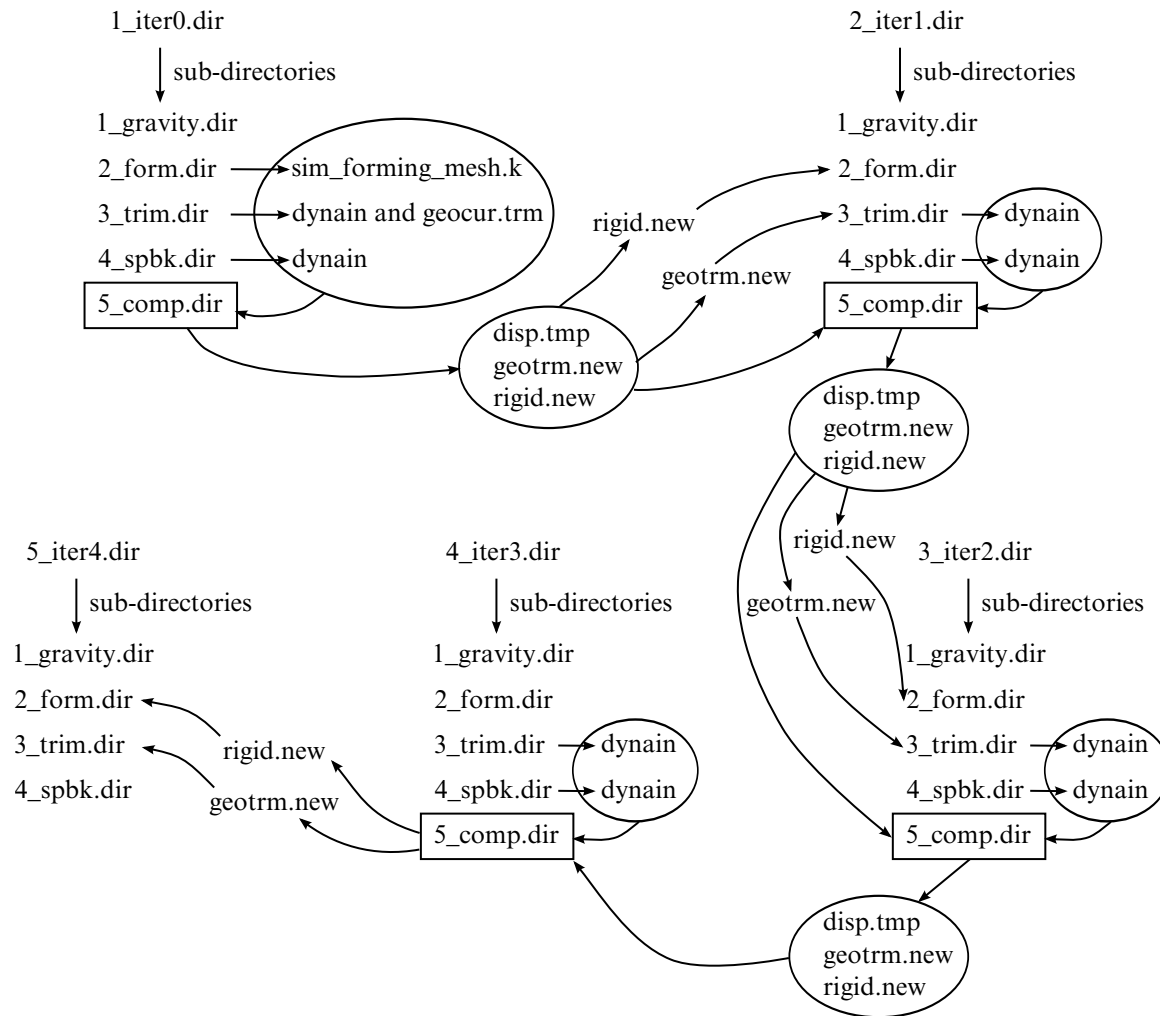 1_iter0.dir
sub-directories
1_gravity.dir
2_form.dir
sim_forming_mesh.k
3_trim.dir
dynain and geocur.trm
4_spbk.dir
dynain
5_comp.dir
disp.tmp
geotrm.new
rigid.new
rigid.new
geotrm.new
2_iter1.dir
sub-directories
1_gravity.dir
2_form.dir
3_trim.dir
dynain
4_spbk.dir
dynain
5_comp.dir
disp.tmp
geotrm.new
rigid.new
rigid.new
geotrm.new
3_iter2.dir
sub-directories
1_gravity.dir
2_form.dir
3_trim.dir
dynain
4_spbk.dir
dynain
5_comp.dir
disp.tmp
geotrm.new
rigid.new
4_iter3.dir
sub-directories
1_gravity.dir
2_form.dir
3_trim.dir
dynain
4_spbk.dir
dynain
5_comp.dir
rigid.new
geotrm.new
5_iter4.dir
sub-directories
1_gravity.dir
2_form.dir
3_trim.dir
4_spbk.dir